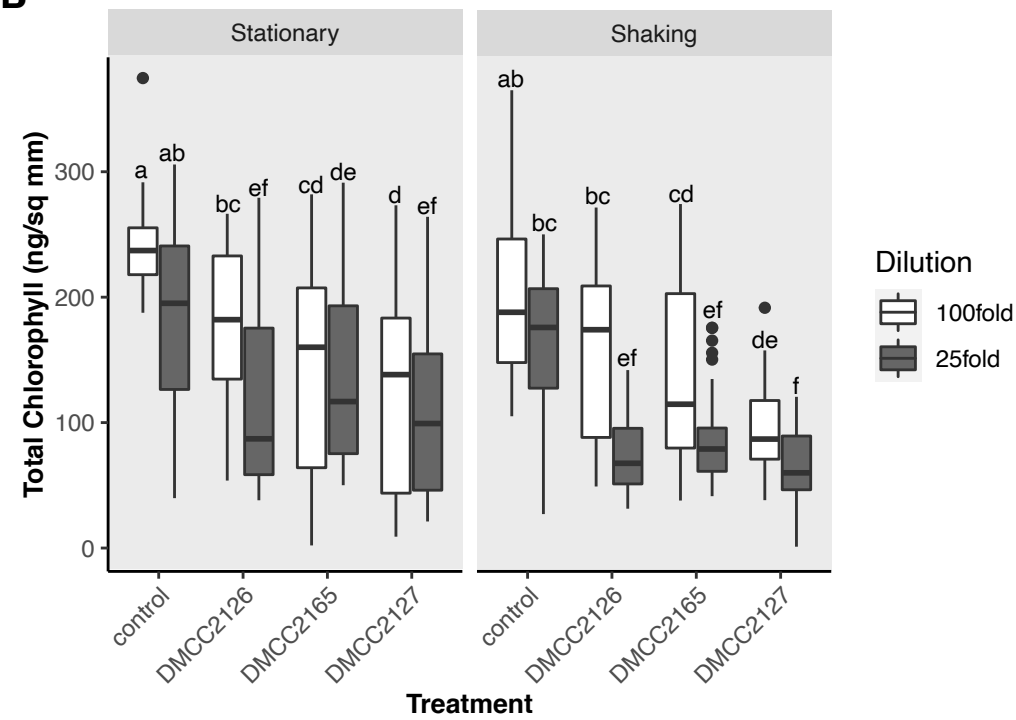 B
Stationary
Shaking
Total Chlorophyll (ng/sq mm)
300
200
100
0
a
ab
bc
ef
cd
de
d
ef
ab
bc
bc
ef
cd
ef
de
f
control
DMCC2126
DMCC2165
DMCC2127
control
DMCC2126
DMCC2165
DMCC2127
Treatment
Dilution
100fold
25fold